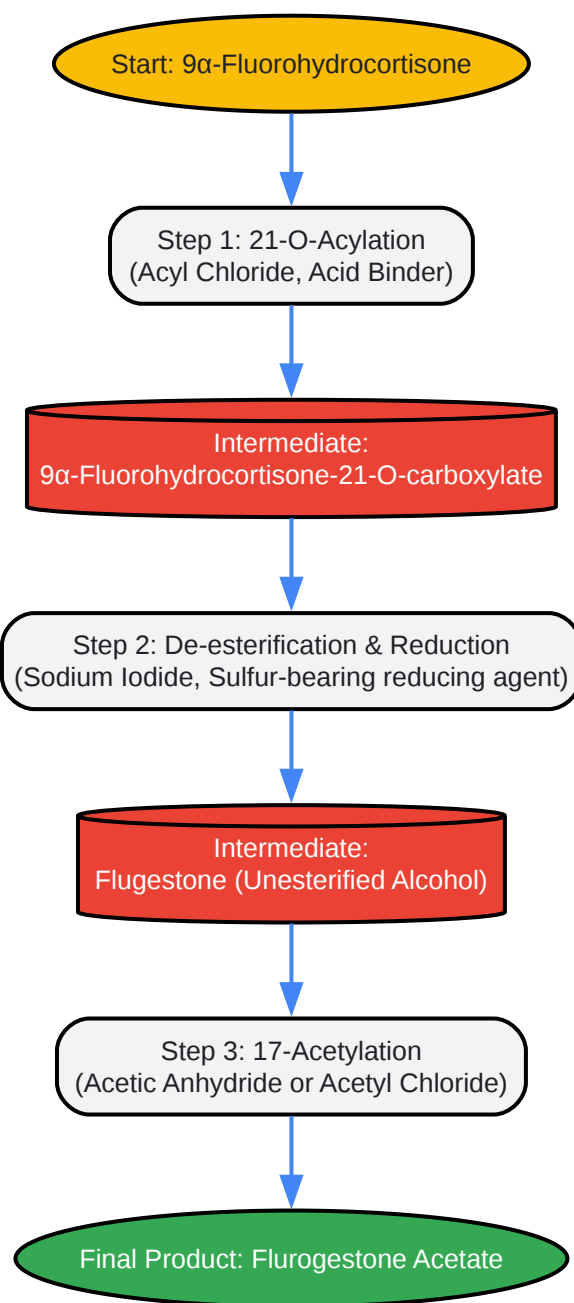 Start: 9α-Fluorohydrocortisone
Step 1: 21-O-Acylation
(Acyl Chloride, Acid Binder)
Intermediate:
9α-Fluorohydrocortisone-21-O-carboxylate
Step 2: De-esterification & Reduction
(Sodium Iodide, Sulfur-bearing reducing agent)
Intermediate:
Flugestone (Unesterified Alcohol)
Step 3: 17-Acetylation
(Acetic Anhydride or Acetyl Chloride)
Final Product: Flurogestone Acetate